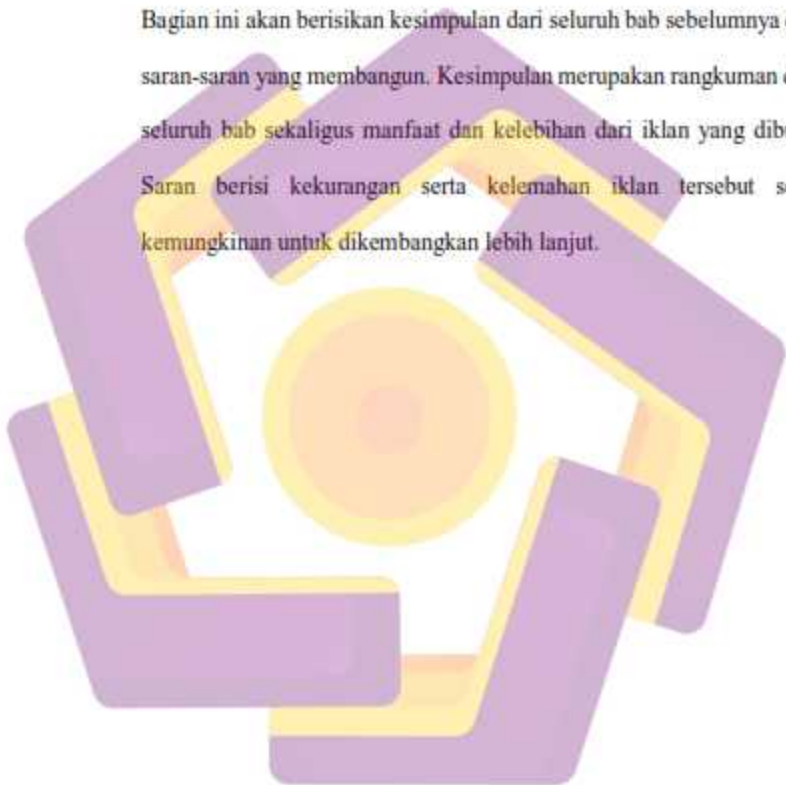 Bagian ini akan berisikan kesimpulan dari seluruh bab sebelumnya
saran-saran yang membangun. Kesimpulan merupakan rangkuman
seluruh bab sekaligus manfaat dan kelebihan dari iklan yang
Saran berisi kekurangan serta kelemahan iklan tersebut
kemungkinan untuk dikembangkan lebih lanjut.